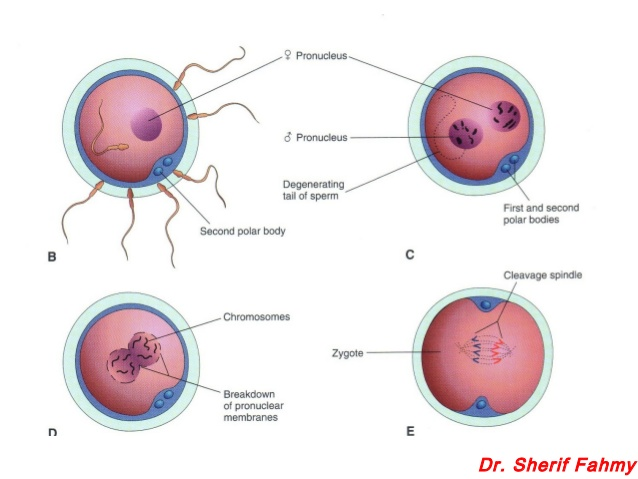 ♀ Pronucleus
♂ Pronucleus
Degenerating
tail of sperm
Second polar body
First and second
polar bodies
B
C
Cleavage spindle
Chromosomes
Zygote
Breakdown
of pronuclear
membranes
D
E
Dr. Sherif Fahmy